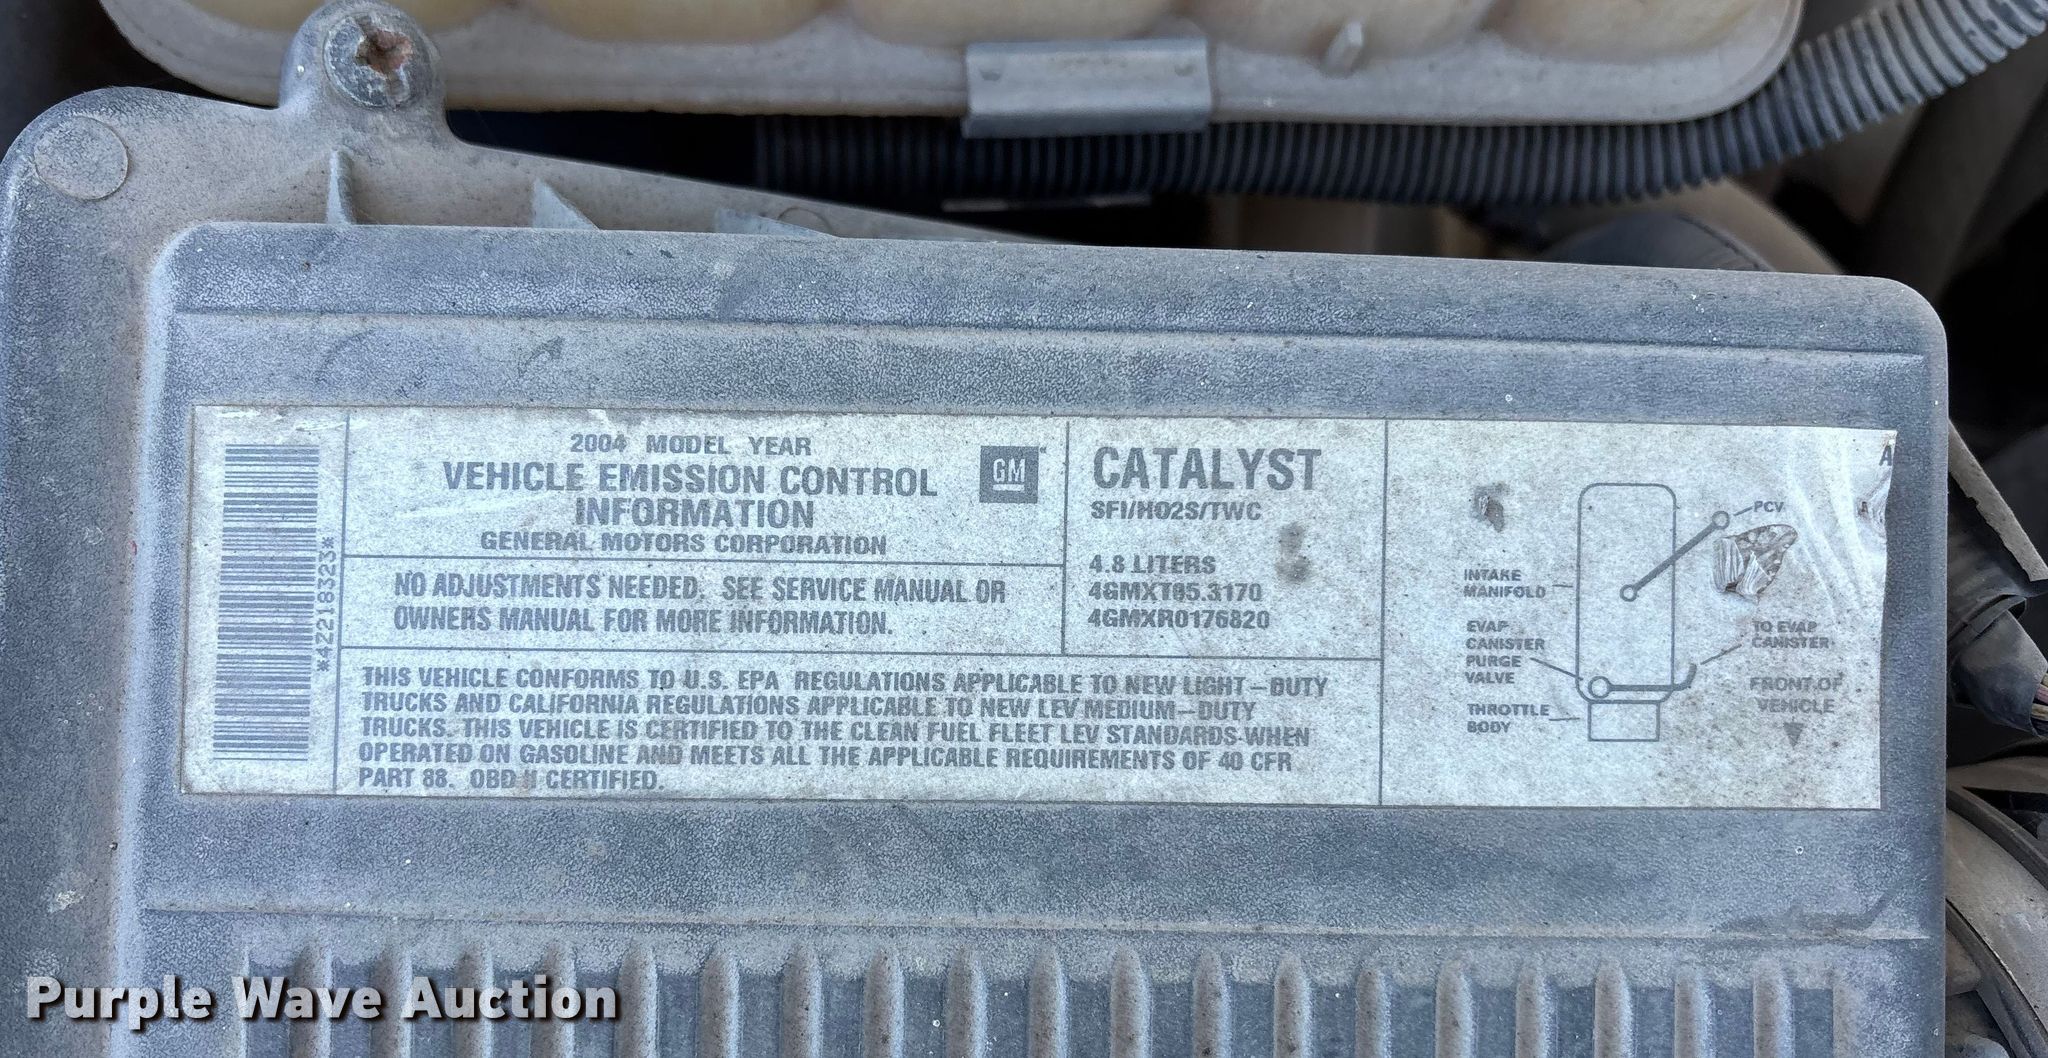 2004 MODEL YEAR
VEHICLE EMISSION CONTROL
INFORMATION
GENERAL MOTORS CORPORATION
GM
NO ADJUSTMENTS NEEDED. SEE SERVICE MANUAL OR
OWNERS MANUAL FOR MORE INFORMATION.
CATALYST
SFI/HO2S/TWC
4.8 LITERS
4GMXT05.3170
4GMXR0176820
THIS VEHICLE CONFORMS TO U.S. EPA REGULATIONS APPLICABLE TO NEW LIGHT-DUTY
TRUCKS AND CALIFORNIA REGULATIONS APPLICABLE TO NEW LEV MEDIUM-DUTY
TRUCKS. THIS VEHICLE IS CERTIFIED TO THE CLEAN FUEL FLEET LEV STANDARDS WHEN
OPERATED ON GASOLINE AND MEETS ALL THE APPLICABLE REQUIREMENTS OF 40 CFR
PART 88. OBD II CERTIFIED.
*4Z218323*
A
PCV
INTAKE
MANIFOLD
EVAP
CANISTER
PURGE
VALVE
THROTTLE
BODY
TO EVAP
CANISTER
FRONT OF
VEHICLE
Purple Wave Auction